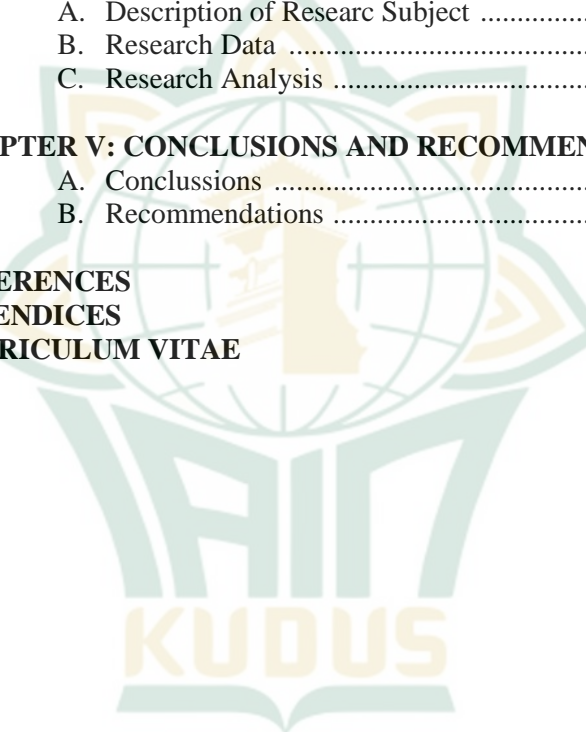 A. Description of Researc Subject ...............
B. Research Data .........................................
C. Research Analysis ...................................
PTER V: CONCLUSIONS AND RECOMMEN
A. Conclussions ...........................................
B. Recommendations ...................................
ERENCES
ENDICES
RICULUM VITAE
IAIN
KUDUS